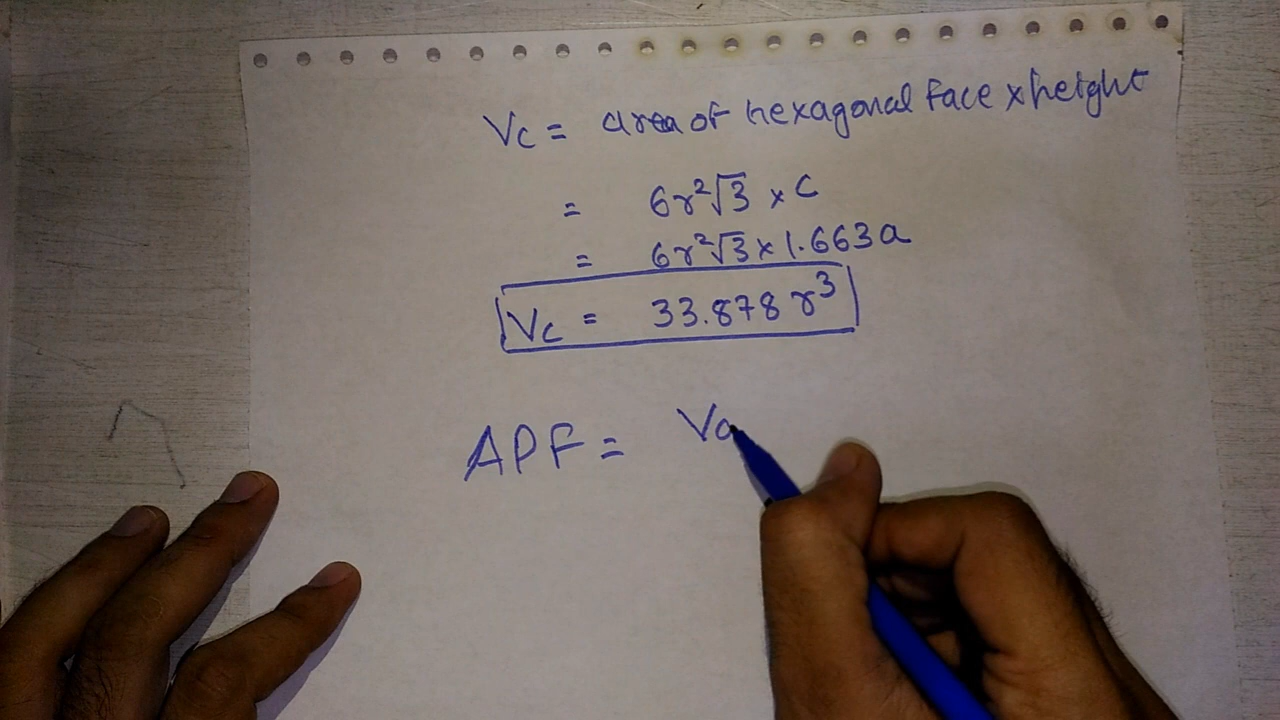 Vc = area of hexagonal face × height
= 6r²√3 × c
= 6r²√3 × 1.663a
Vc = 33.878 r³
APF = Va